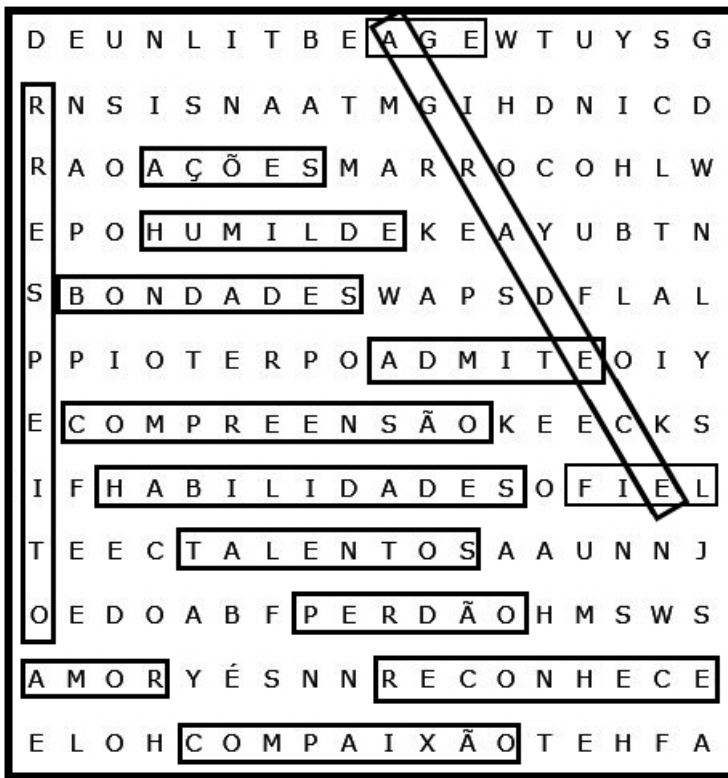 D E U N L I T B E A G E W T U Y S G
R N S I S N A A T M G I H D N I C D
R A O A Ç Õ E S M A R R O C O H L W
E P O H U M I L D E K E A Y U B T N
S B O N D A D E S W A P S D F L A L
P P I O T E R P O A D M I T E O I Y
E C O M P R E E N S Ã O K E E C K S
I F H A B I L I D A D E S O F I E L
T E E C T A L E N T O S A A U N N J
O E D O A B F P E R D Ã O H M S W S
A M O R Y É S N N R E C O N H E C E
E L O H C O M P A I X Ã O T E H F A